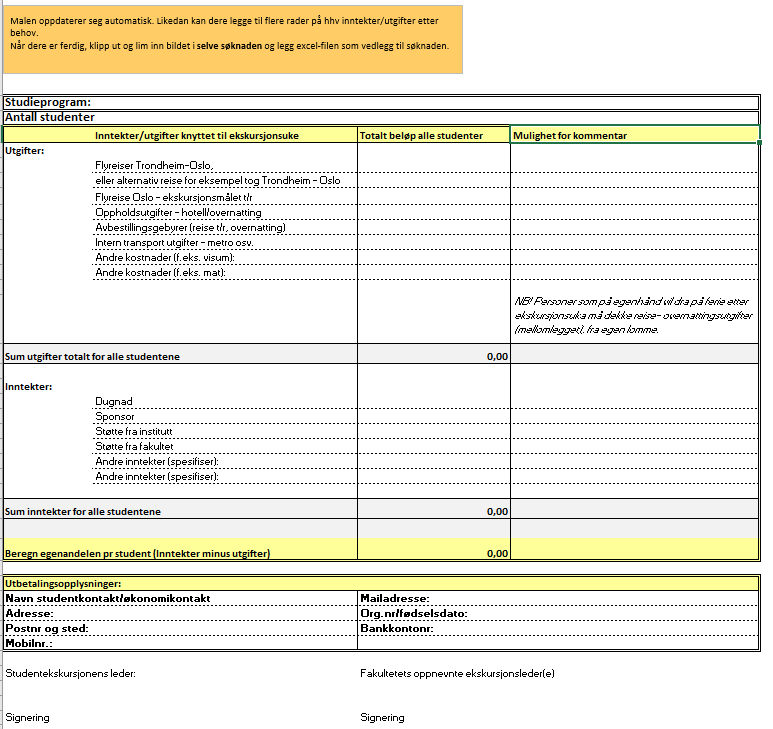 Malen oppdaterer seg automatisk. Likedan kan dere legge til flere rader på hhv inntekter/utgifter etter
behov.
Når dere er ferdig, klipp ut og lim inn bildet i selve søknaden og legg excel-filen som vedlegg til søknaden.
Studieprogram:
Antall studenter
Inntekter/utgifter knyttet til ekskursjonsuke Totalt beløp alle studenter Mulighet for kommentar
Utgifter:
Flyreiser Trondheim-Oslo,
eller alternativ reise for eksempel tog Trondheim - Oslo
Flyreise Oslo - ekskursjonsmålet t/r
Oppholdsutgifter - hotell/overnatting
Avbestillingsgebyrer (reise t/r, overnatting)
Intern transport utgifter - metro osv.
Andre kostnader (f.eks. visum):
Andre kostnader (f.eks. mat):
NB! Personer som på egenhånd vil dra på ferie etter
ekskursjonsuka må dekke reise- overnattingsutgifter
(mellomlegget), fra egen lomme.
Sum utgifter totalt for alle studentene 0,00
Inntekter:
Dugnad
Sponsor
Støtte fra institutt
Støtte fra fakultet
Andre inntekter (spesifiser):
Andre inntekter (spesifiser):
Sum inntekter for alle studentene 0,00
Beregn egenandelen pr student (Inntekter minus utgifter) 0,00
Utbetalingsopplysninger:
Navn studentkontakt/økonomikontakt Mailadresse:
Adresse: Org.nr/fødselsdato:
Postnr og sted: Bankkontonr:
Mobilnr.:
Studentekskursjonens leder: Fakultetets oppnevnte ekskursjonsleder(e)
Signering Signering